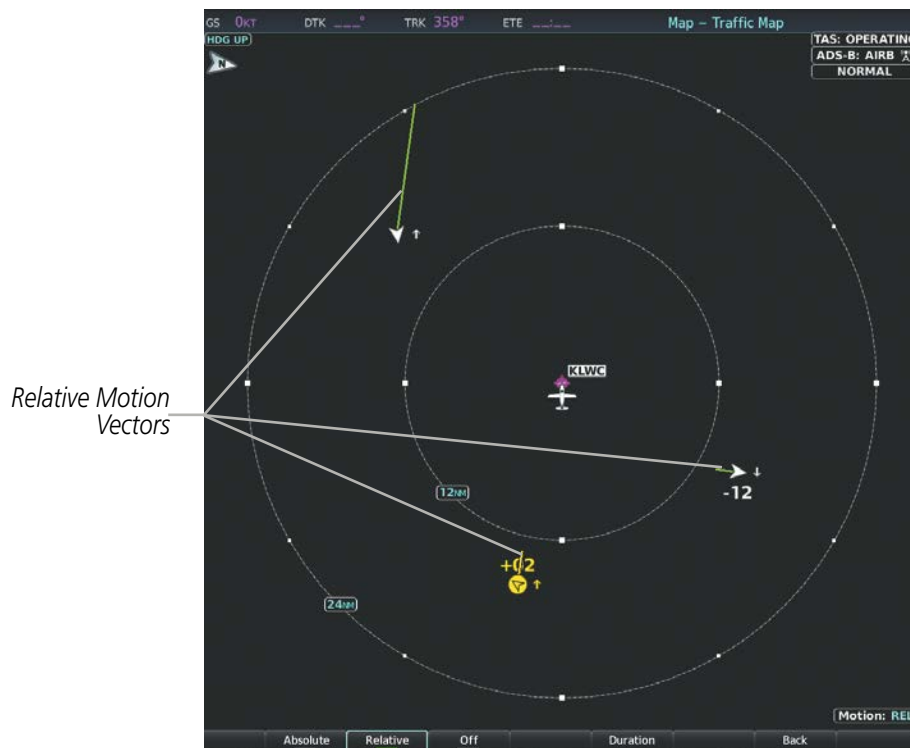 GS 0KT DTK ___° TRK 358° ETE __:__ Map – Traffic Map
HDG UP
TAS: OPERATING
N
ADS-B: AIRB
NORMAL
KLWC
Relative Motion
Vectors
-12
12NM
+02
24NM
Motion: REL
Absolute Relative Off Duration Back